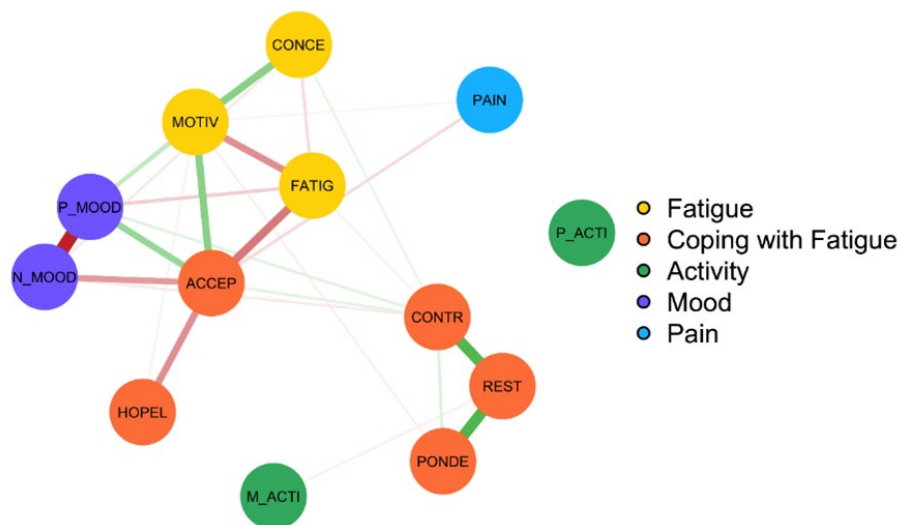 CONCE
PAIN
MOTIV
FATIG
P_MOOD
P_ACTI
Fatigue
Coping with Fatigue
Activity
Mood
Pain
N_MOOD
ACCEP
CONTR
REST
HOPEL
PONDE
M_ACTI